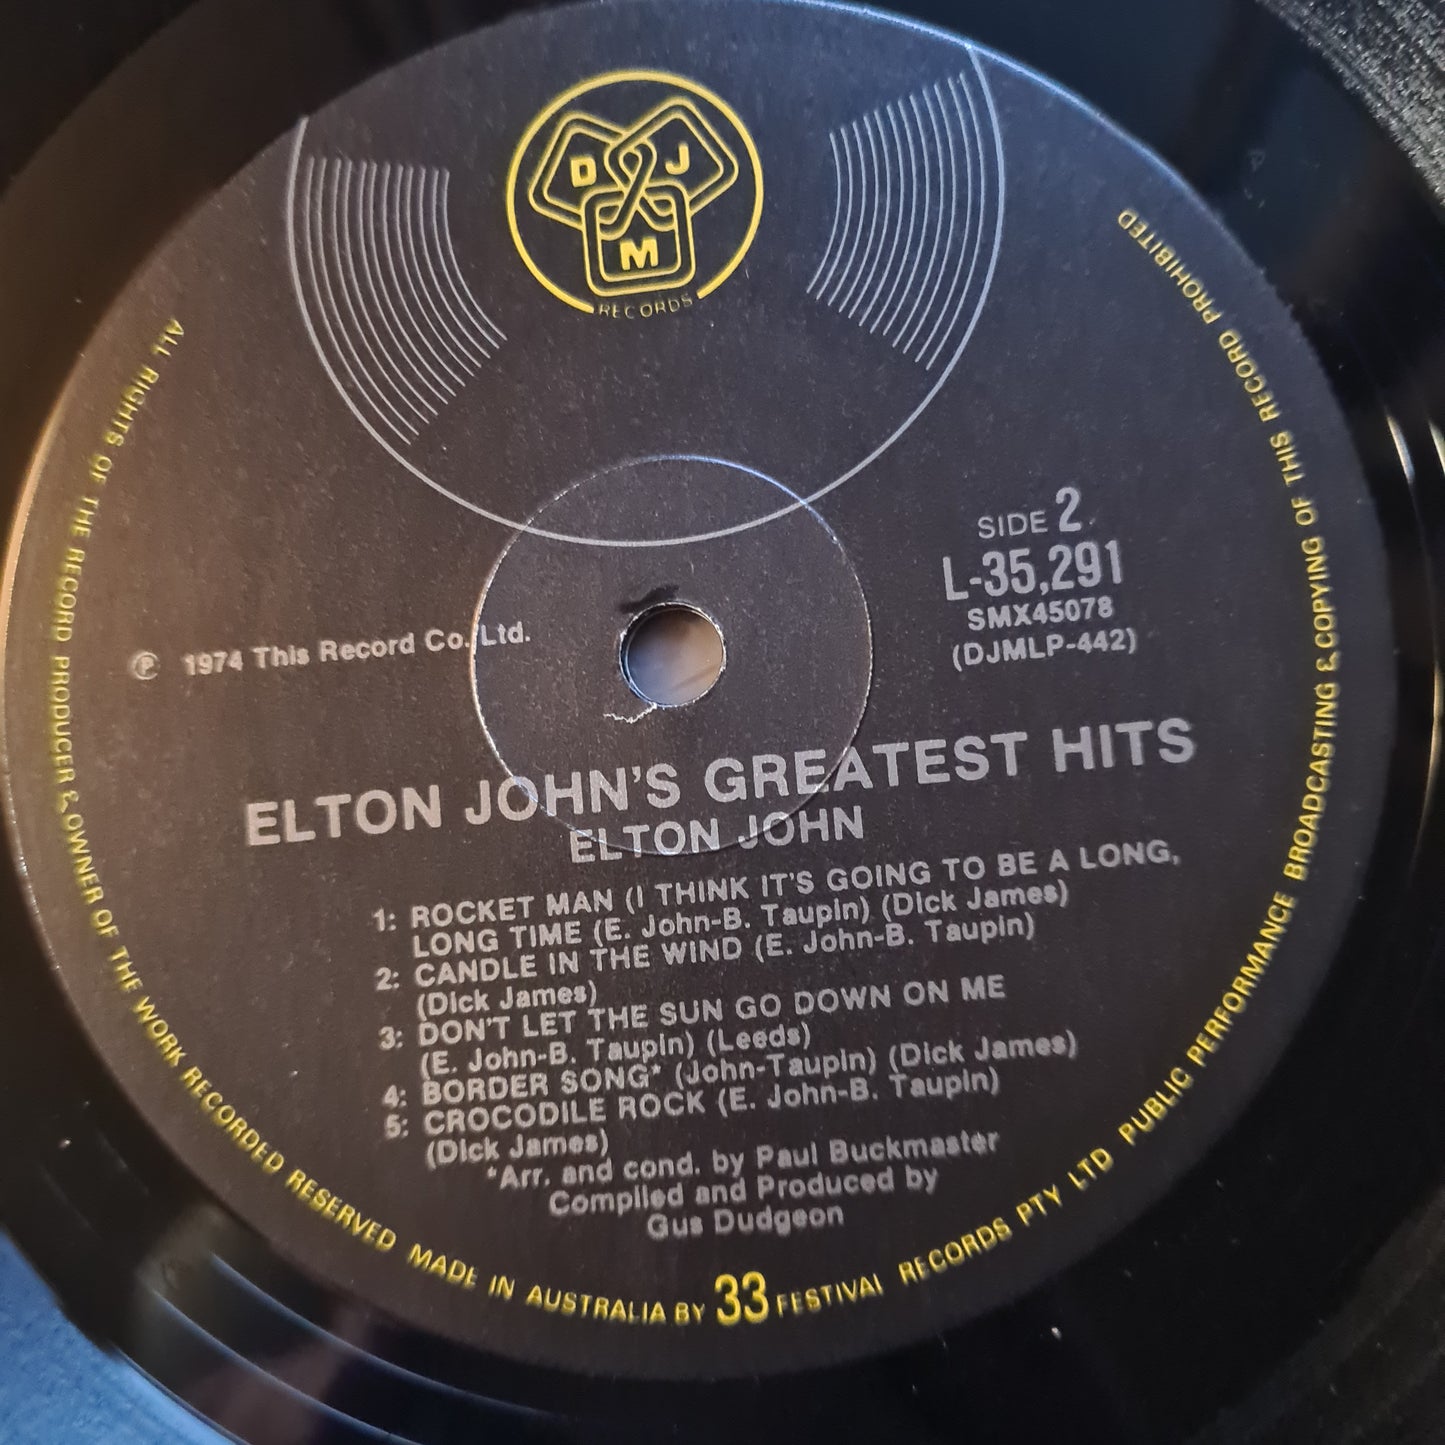 D J
M
RECORDS
SIDE 2
L-35,291
SMX45078
(DJMLP-442)
℗ 1974 This Record Co. Ltd.
ELTON JOHN'S GREATEST HITS
ELTON JOHN
1: ROCKET MAN (I THINK IT'S GOING TO BE A LONG,
LONG TIME (E. John-B. Taupin) (Dick James)
2: CANDLE IN THE WIND (E. John-B. Taupin)
(Dick James)
3: DON'T LET THE SUN GO DOWN ON ME
(E. John-B. Taupin) (Leeds)
4: BORDER SONG* (John-Taupin) (Dick James)
5: CROCODILE ROCK (E. John-B. Taupin)
(Dick James)
*Arr. and cond. by Paul Buckmaster
Compiled and Produced by
Gus Dudgeon
ALL RIGHTS OF THE RECORD PRODUCER & OWNER OF THE WORK RECORDED RESERVED MADE IN AUSTRALIA BY 33 FESTIVAL RECORDS PTY LTD PUBLIC PERFORMANCE BROADCASTING & COPYING OF THIS RECORD PROHIBITED